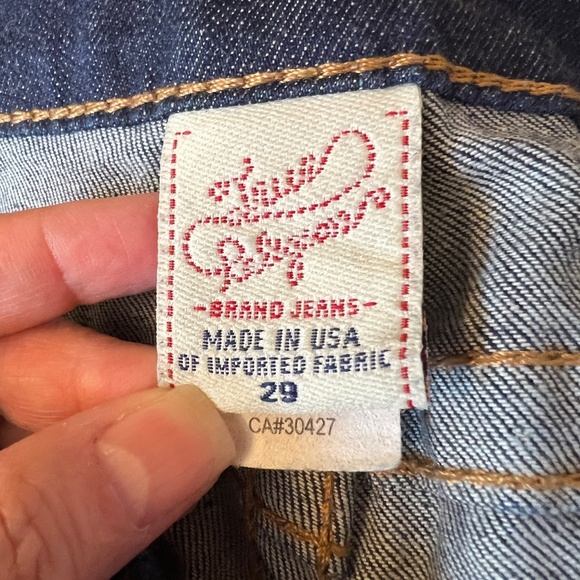 True
Religion
-BRAND JEANS-
MADE IN USA
OF IMPORTED FABRIC
29
CA#30427